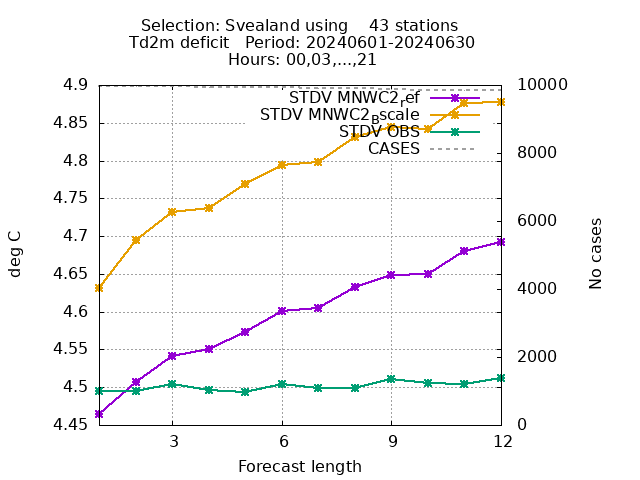 Selection: Svealand using    43 stations
Td2m deficit   Period: 20240601-20240630
Hours: 00,03,...,21
STDV MNWC2_ref
STDV MNWC2_Bscale
STDV OBS
CASES
4.9
4.85
4.8
4.75
4.7
4.65
4.6
4.55
4.5
4.45
deg C
10000
8000
6000
4000
2000
0
No cases
3 6 9 12
Forecast length